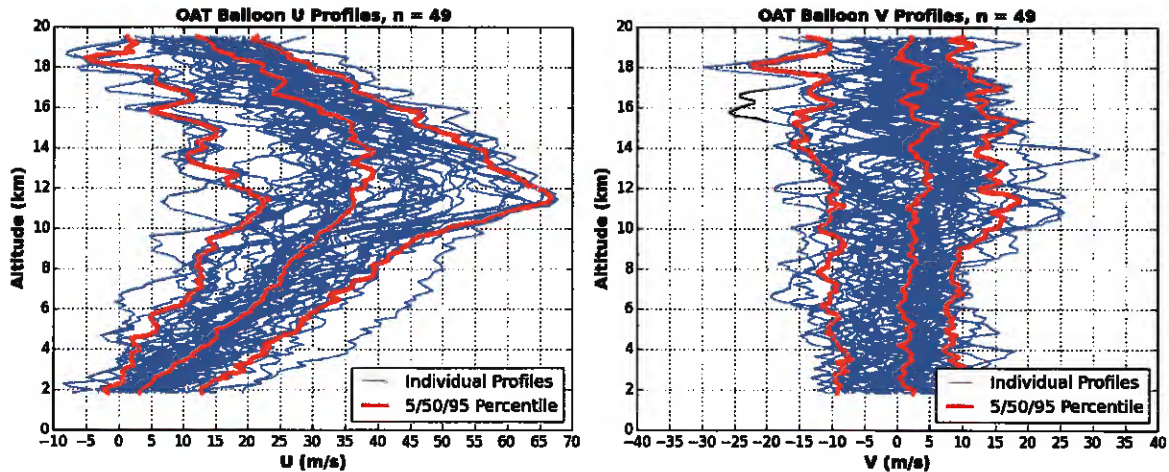 OAT Balloon U Profiles, n = 49
20
18
16
14
12
10
8
6
4
2
0
Altitude (km)
Individual Profiles
5/50/95 Percentile
−10 −5 0 5 10 15 20 25 30 35 40 45 50 55 60 65 70
U (m/s)
OAT Balloon V Profiles, n = 49
20
18
16
14
12
10
8
6
4
2
0
Altitude (km)
Individual Profiles
5/50/95 Percentile
−40 −35 −30 −25 −20 −15 −10 −5 0 5 10 15 20 25 30 35 40
V (m/s)